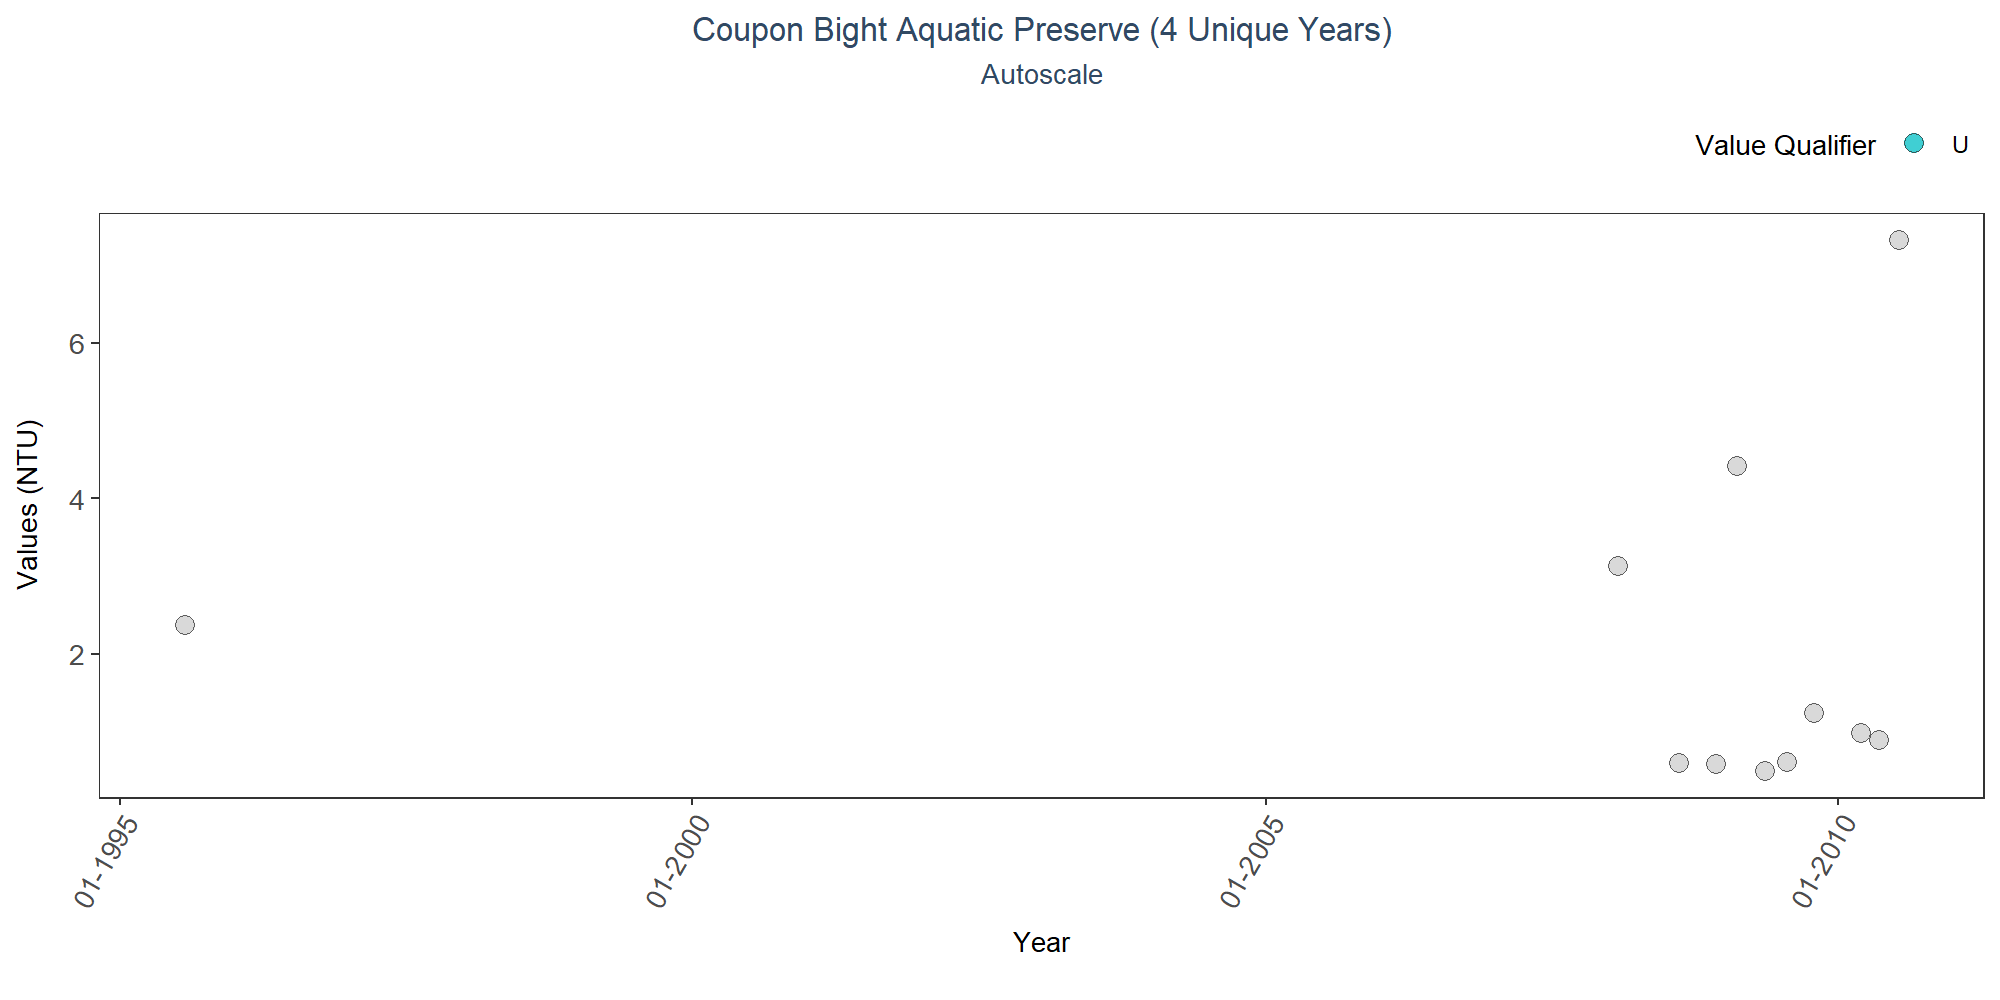 Coupon Bight Aquatic Preserve (4 Unique Years)
Autoscale
Value Qualifier U
Values (NTU)
6
4
2
01-1995 01-2000 01-2005 01-2010
Year